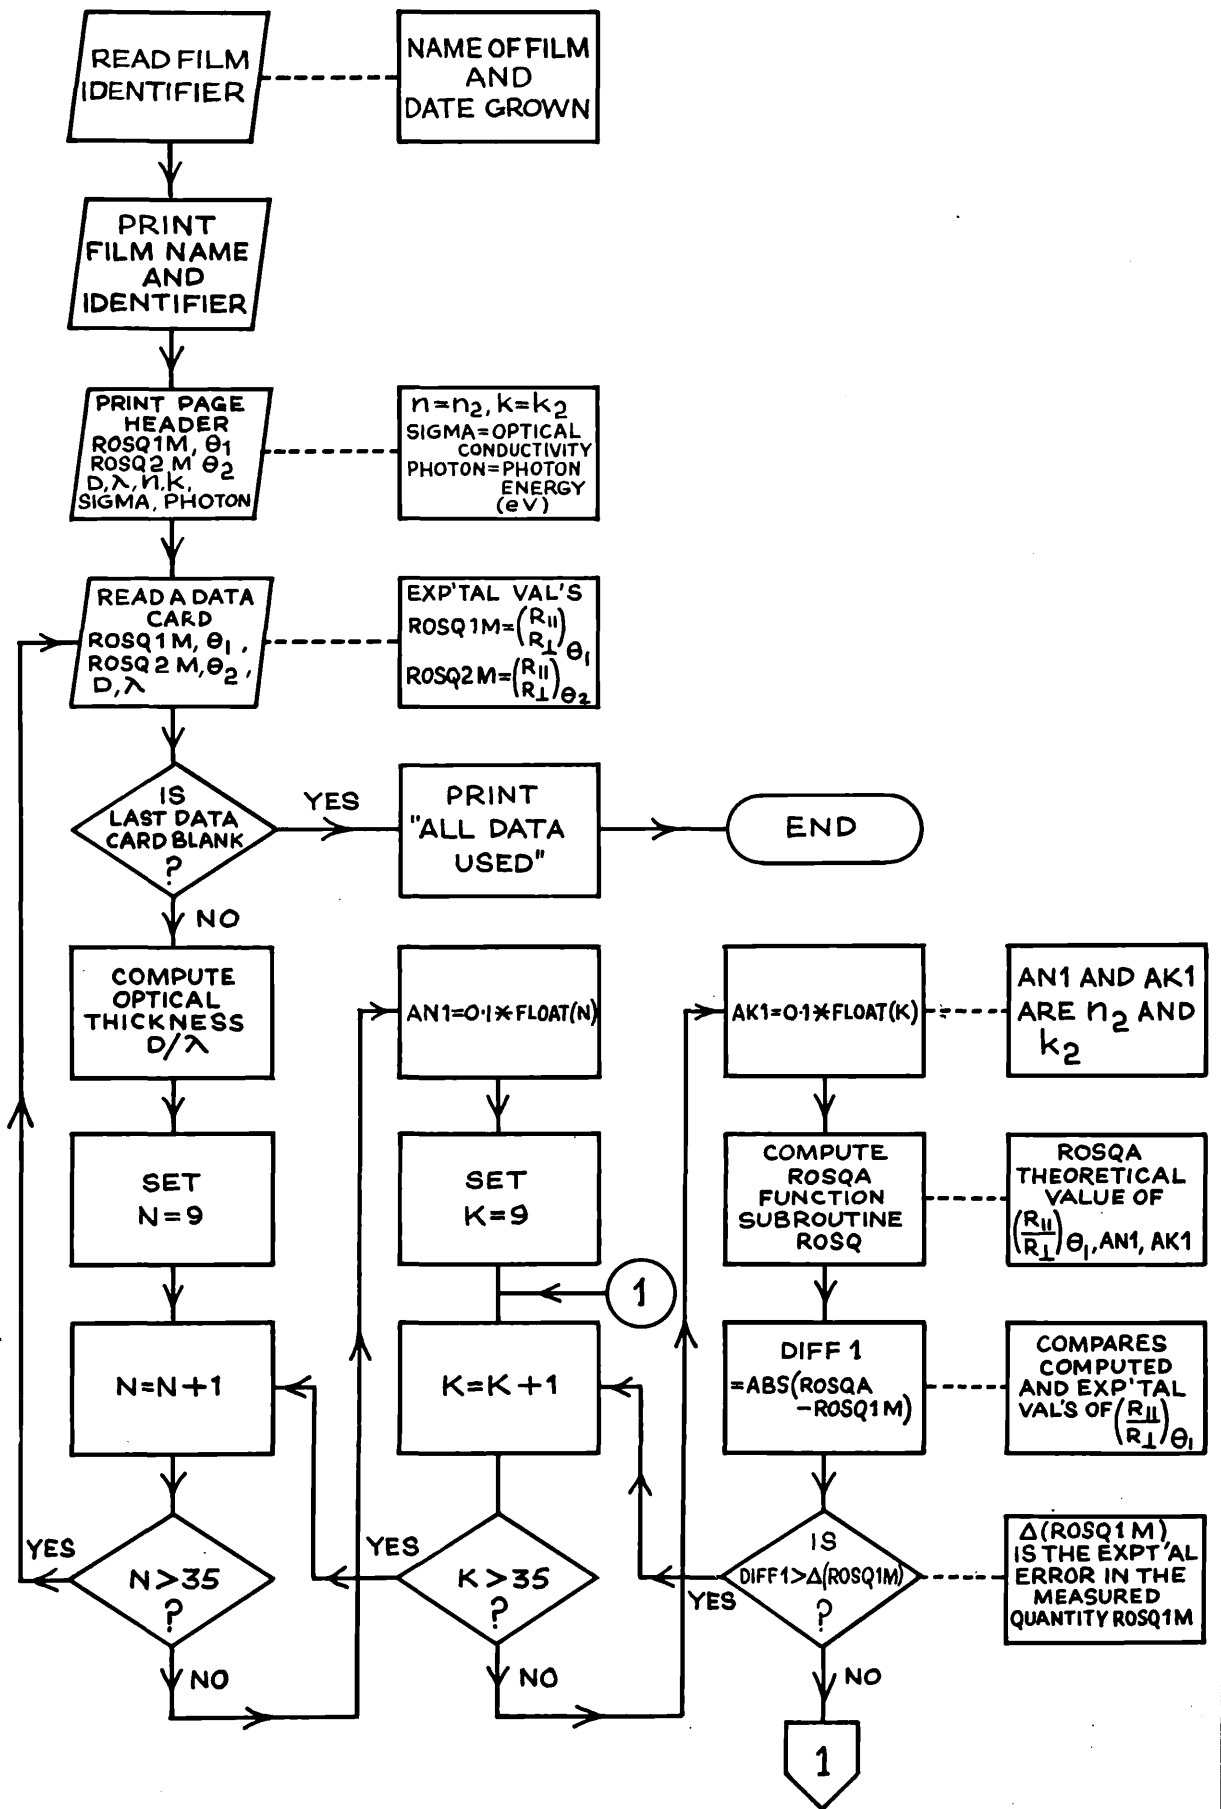 READ FILM
IDENTIFIER
NAME OF FILM
AND
DATE GROWN
PRINT
FILM NAME
AND
IDENTIFIER
PRINT PAGE
HEADER
ROSQ1M, θ1
ROSQ2M θ2
D,λ,n,k,
SIGMA, PHOTON
n=n2, k=k2
SIGMA=OPTICAL
CONDUCTIVITY
PHOTON=PHOTON
ENERGY
(eV)
READ A DATA
CARD
ROSQ1M, θ1,
ROSQ2M, θ2,
D,λ
EXP'TAL VAL'S
ROSQ1M=(R||/R⊥)θ1
ROSQ2M=(R||/R⊥)θ2
IS
LAST DATA
CARD BLANK
?
YES
PRINT
"ALL DATA
USED"
END
NO
COMPUTE
OPTICAL
THICKNESS
D/λ
AN1=0·1*FLOAT(N)
AK1=0·1*FLOAT(K)
AN1 AND AK1
ARE n2 AND
k2
SET
N=9
SET
K=9
COMPUTE
ROSQA
FUNCTION
SUBROUTINE
ROSQ
ROSQA
THEORETICAL
VALUE OF
(R||/R⊥)θ1, AN1, AK1
1
N=N+1
K=K+1
DIFF 1
=ABS(ROSQA
-ROSQ1M)
COMPARES
COMPUTED
AND EXP'TAL
VAL'S OF (R||/R⊥)θ1
YES
N>35
?
YES
K>35
?
YES
IS
DIFF1>Δ(ROSQ1M)
?
Δ(ROSQ1M)
IS THE EXPT'AL
ERROR IN THE
MEASURED
QUANTITY ROSQ1M
NO
NO
NO
1